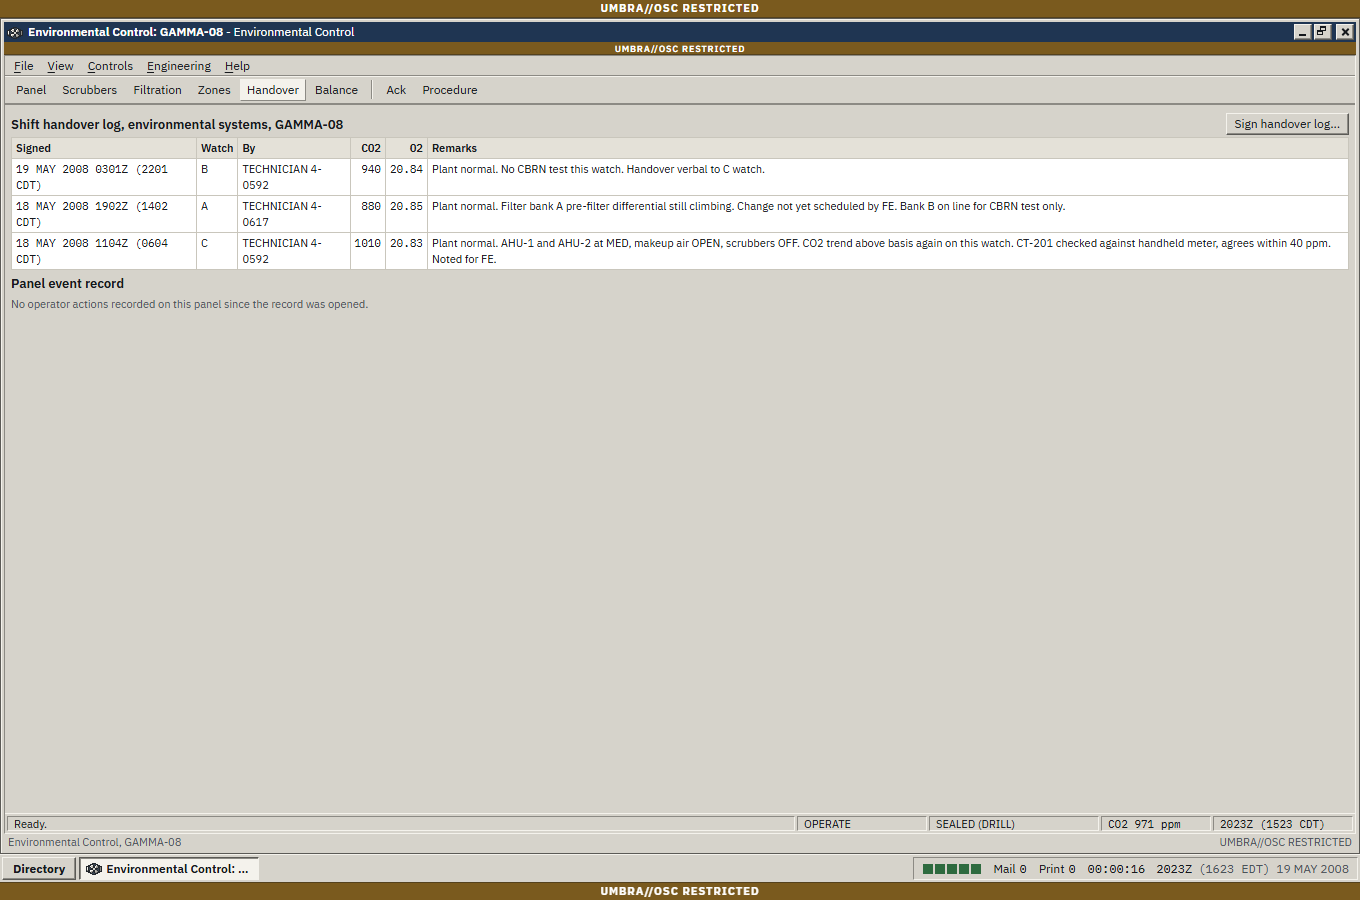 UMBRA//OSC RESTRICTED
Environmental Control: GAMMA-08 - Environmental Control
UMBRA//OSC RESTRICTED
File View Controls Engineering Help
Panel Scrubbers Filtration Zones Handover Balance Ack Procedure
Shift handover log, environmental systems, GAMMA-08
Sign handover log...
Signed Watch By CO2 O2 Remarks
19 MAY 2008 0301Z (2201 CDT) B TECHNICIAN 4-0592 940 20.84 Plant normal. No CBRN test this watch. Handover verbal to C watch.
18 MAY 2008 1902Z (1402 CDT) A TECHNICIAN 4-0617 880 20.85 Plant normal. Filter bank A pre-filter differential still climbing. Change not yet scheduled by FE. Bank B on line for CBRN test only.
18 MAY 2008 1104Z (0604 CDT) C TECHNICIAN 4-0592 1010 20.83 Plant normal. AHU-1 and AHU-2 at MED, makeup air OPEN, scrubbers OFF. CO2 trend above basis again on this watch. CT-201 checked against handheld meter, agrees within 40 ppm. Noted for FE.
Panel event record
No operator actions recorded on this panel since the record was opened.
Ready. OPERATE SEALED (DRILL) CO2 971 ppm 2023Z (1523 CDT)
Environmental Control, GAMMA-08 UMBRA//OSC RESTRICTED
Directory Environmental Control: ... Mail 0 Print 0 00:00:16 2023Z (1623 EDT) 19 MAY 2008
UMBRA//OSC RESTRICTED